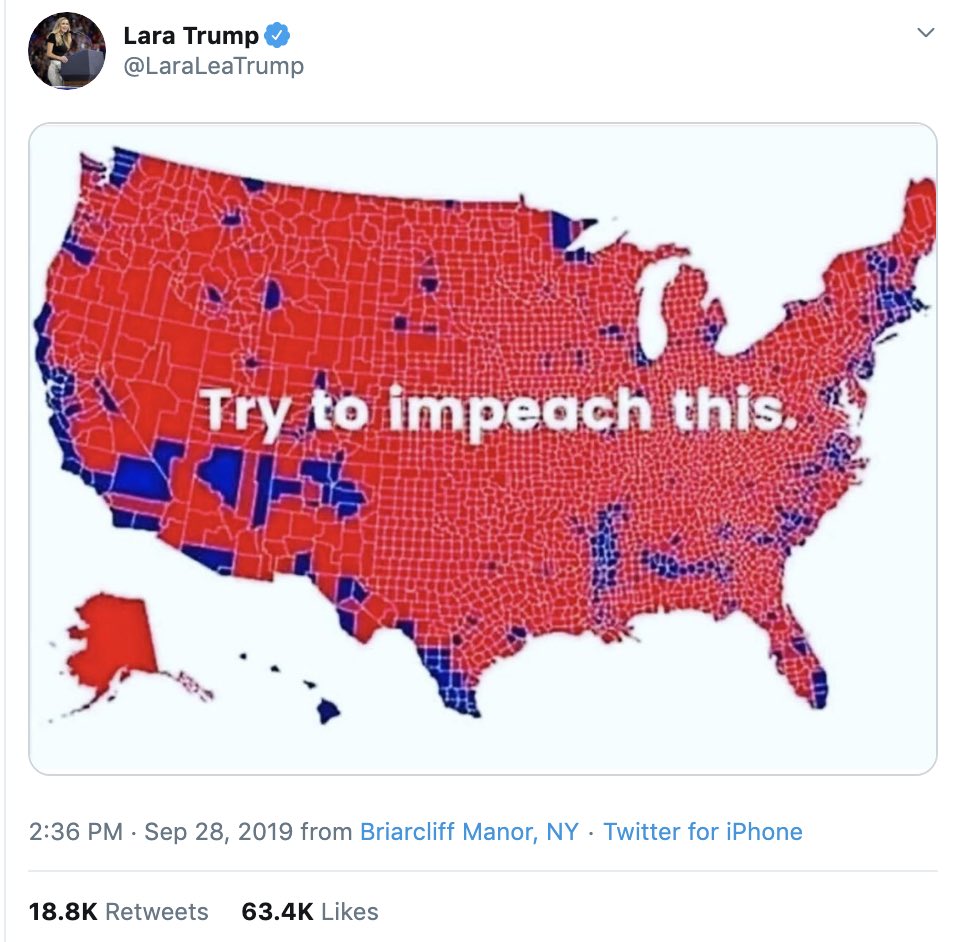 Lara Trump
@LaraLeaTrump
Try to impeach this.
2:36 PM · Sep 28, 2019 from Briarcliff Manor, NY · Twitter for iPhone
18.8K Retweets 63.4K Likes